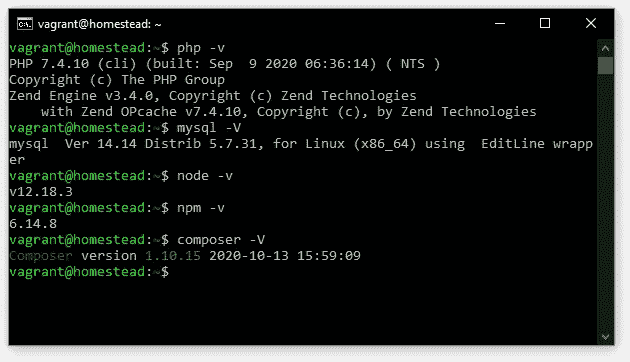 vagrant@homestead: ~
vagrant@homestead:~$ php -v
PHP 7.4.10 (cli) (built: Sep  9 2020 06:36:14) ( NTS )
Copyright (c) The PHP Group
Zend Engine v3.4.0, Copyright (c) Zend Technologies
    with Zend OPcache v7.4.10, Copyright (c), by Zend Technologies
vagrant@homestead:~$ mysql -V
mysql  Ver 14.14 Distrib 5.7.31, for Linux (x86_64) using  EditLine wrapp
er
vagrant@homestead:~$ node -v
v12.18.3
vagrant@homestead:~$ npm -v
6.14.8
vagrant@homestead:~$ composer -V
Composer version 1.10.15 2020-10-13 15:59:09
vagrant@homestead:~$